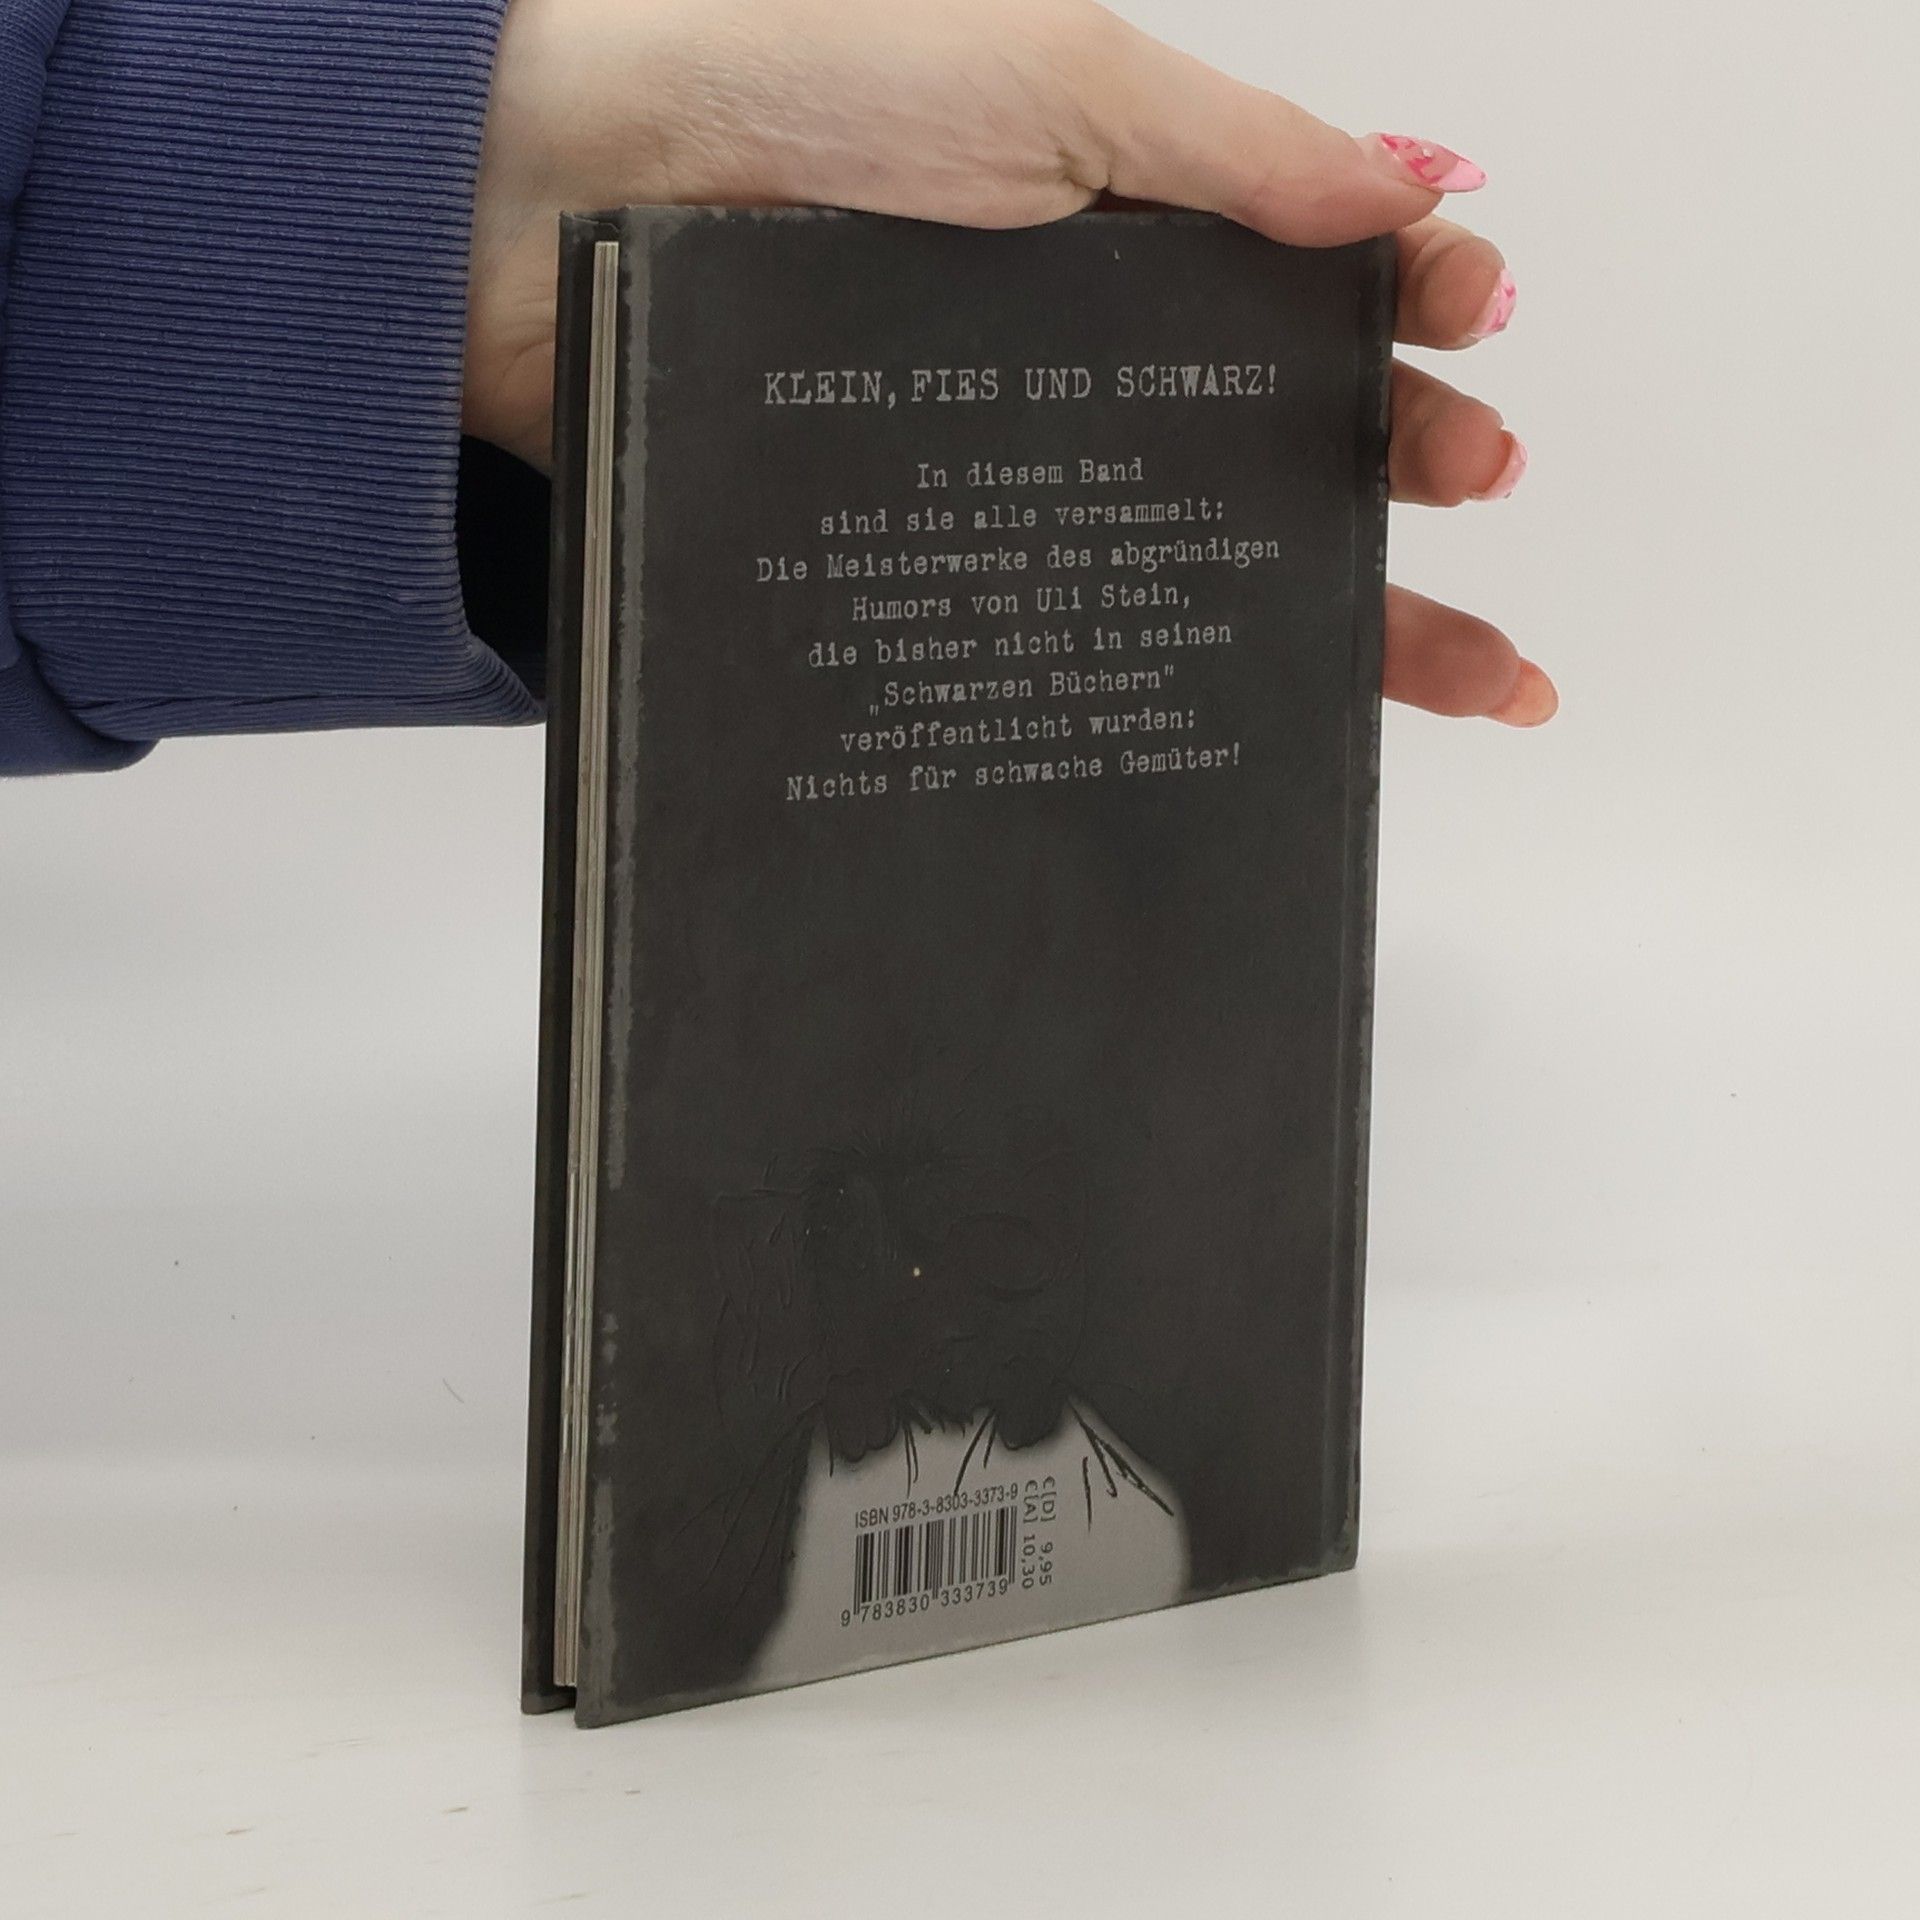 KLEIN, FIES UND SCHWARZ!
In diesem Band
sind sie alle versammelt:
Die Meisterwerke des abgründigen
Humors von Uli Stein,
die bisher nicht in seinen
„Schwarzen Büchern"
veröffentlicht wurden:
Nichts für schwache Gemüter!
ISBN 978-3-8303-3373-9
€[D] 9,95
€[A] 10,30
9 783830 333739